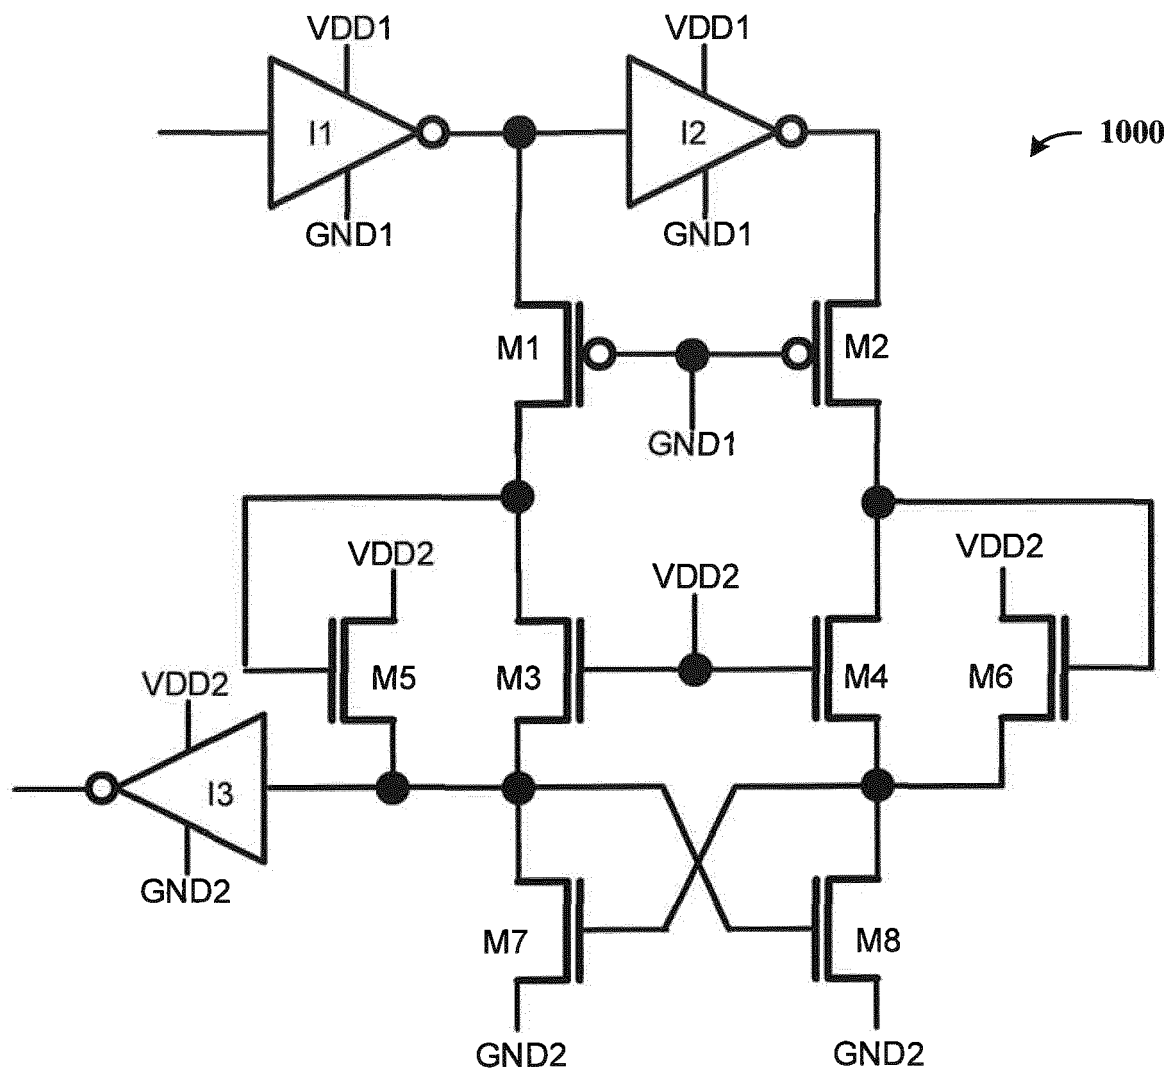 VDD1 VDD1
I1 I2 1000
GND1 GND1
M1 M2
GND1
VDD2 VDD2 VDD2
M5 M3 M4 M6
VDD2
I3
GND2
M7 M8
GND2 GND2